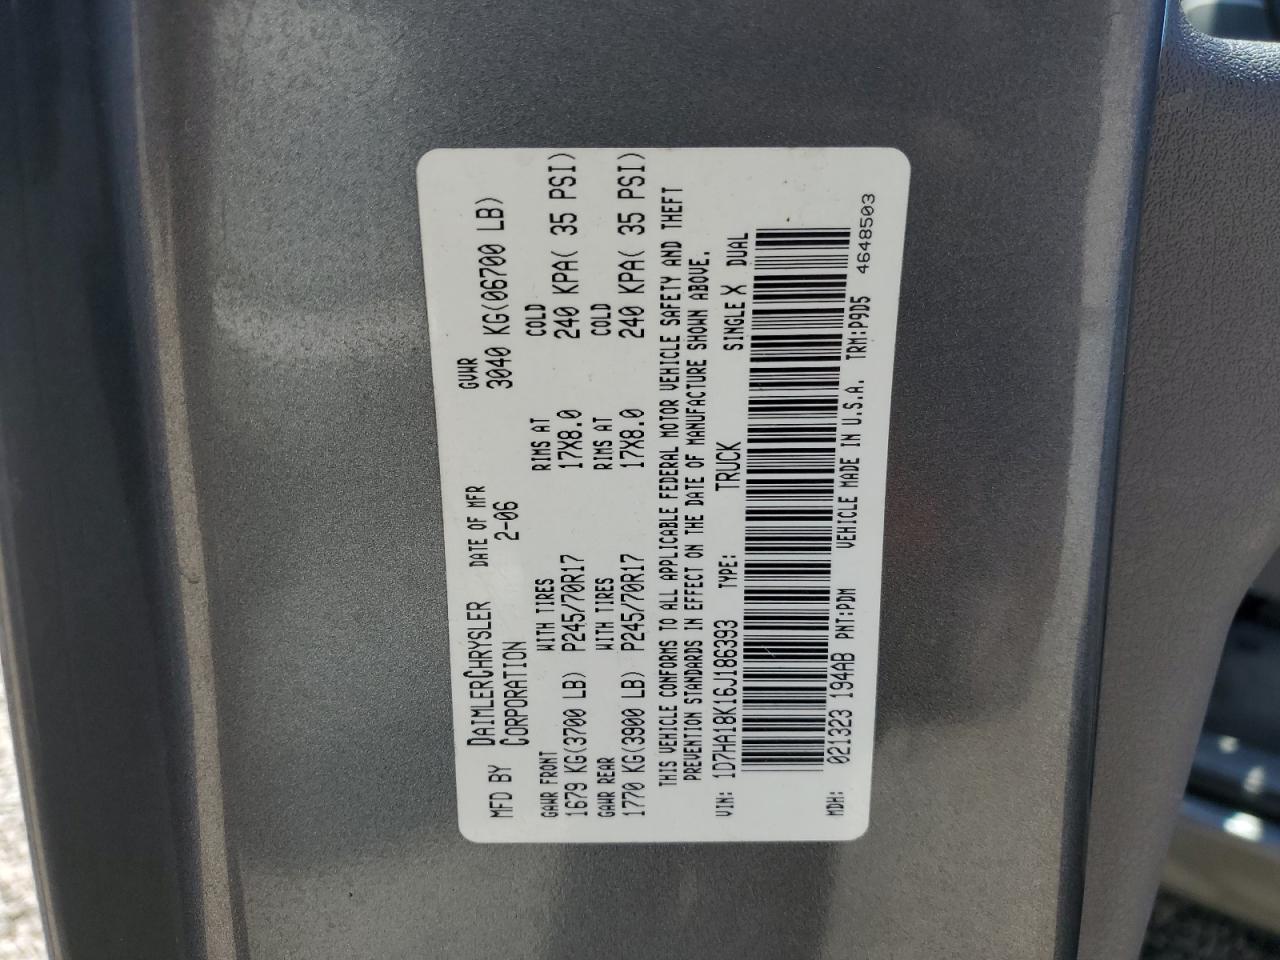 MFD BY DAIMLERCHRYSLER DATE OF MFR GVWR
CORPORATION 2-06 3040 KG(06700 LB)
GAWR FRONT WITH TIRES RIMS AT COLD
1679 KG(3700 LB) P245/70R17 17X8.0 240 KPA( 35 PSI)
GAWR REAR WITH TIRES RIMS AT COLD
1770 KG(3900 LB) P245/70R17 17X8.0 240 KPA( 35 PSI)
THIS VEHICLE CONFORMS TO ALL APPLICABLE FEDERAL MOTOR VEHICLE SAFETY AND THEFT
PREVENTION STANDARDS IN EFFECT ON THE DATE OF MANUFACTURE SHOWN ABOVE.
VIN: 1D7HA18K16J186393 TYPE: TRUCK SINGLE X DUAL
MDH: 021323 194AB PNT:PDM VEHICLE MADE IN U.S.A. TRM:P9D5 4648503